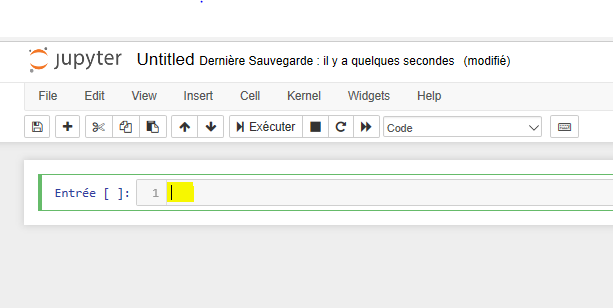 jupyter Untitled Dernière Sauvegarde : il y a quelques secondes (modifié)
File Edit View Insert Cell Kernel Widgets Help
Exécuter Code
Entrée [ ]: 1